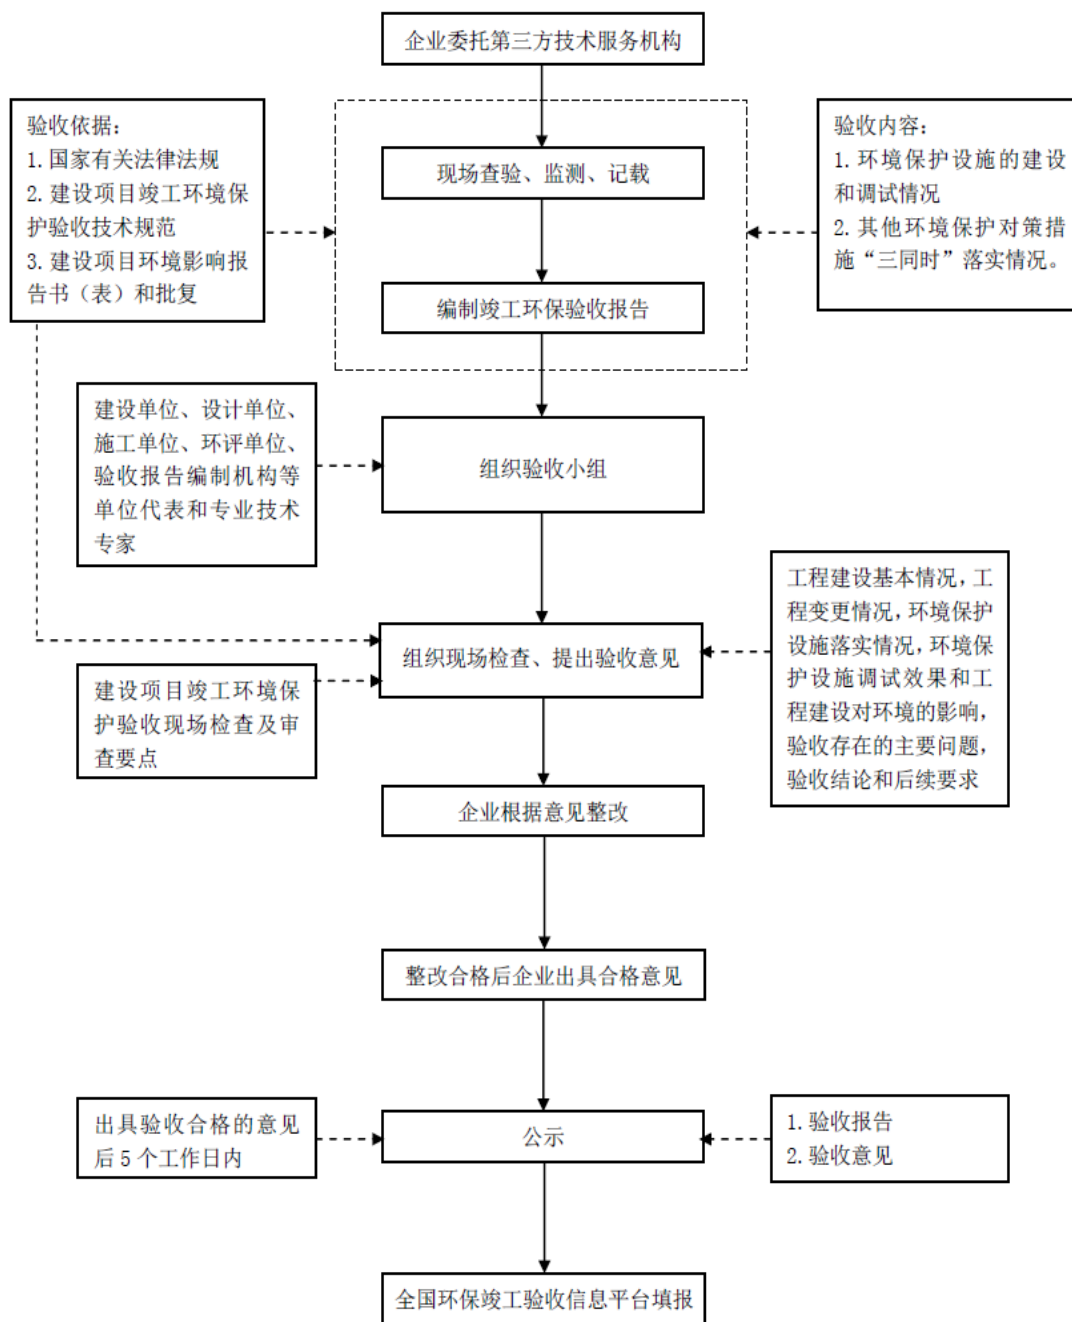 企业委托第三方技术服务机构
验收依据：
1.国家有关法律法规
2.建设项目竣工环境保
护验收技术规范
3.建设项目环境影响报
告书（表）和批复
现场查验、监测、记载
编制竣工环保验收报告
验收内容：
1.环境保护设施的建设
和调试情况
2.其他环境保护对策措
施“三同时”落实情况。
建设单位、设计单位、
施工单位、环评单位、
验收报告编制机构等
单位代表和专业技术
专家
组织验收小组
组织现场检查、提出验收意见
建设项目竣工环境保
护验收现场检查及审
查要点
工程建设基本情况，工
程变更情况，环境保护
设施落实情况，环境保
护设施调试效果和工
程建设对环境的影响，
验收存在的主要问题，
验收结论和后续要求
企业根据意见整改
整改合格后企业出具合格意见
出具验收合格的意见
后5个工作日内
公示
1.验收报告
2.验收意见
全国环保竣工验收信息平台填报